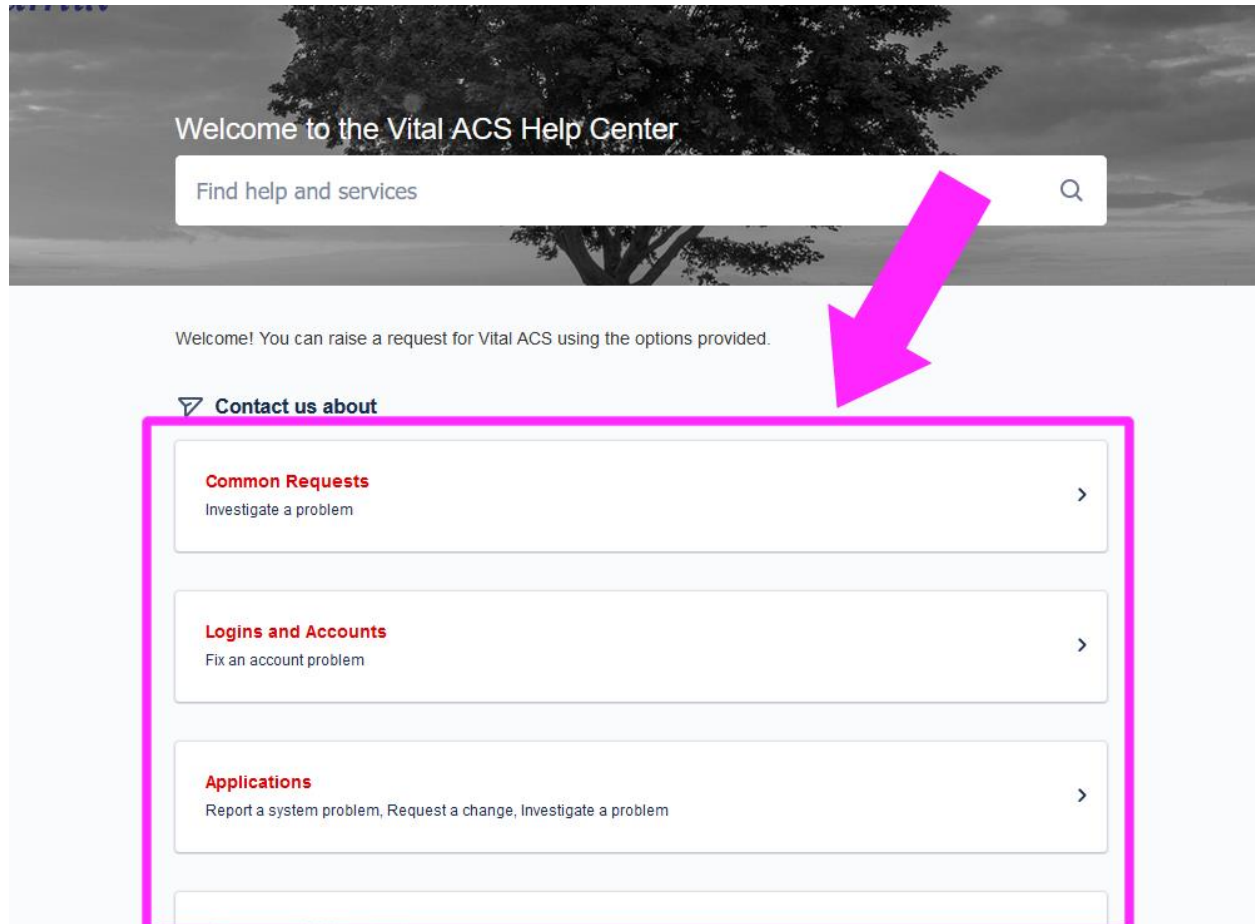 Welcome to the Vital ACS Help Center
Find help and services
Welcome! You can raise a request for Vital ACS using the options provided.
Contact us about
Common Requests
Investigate a problem
Logins and Accounts
Fix an account problem
Applications
Report a system problem, Request a change, Investigate a problem